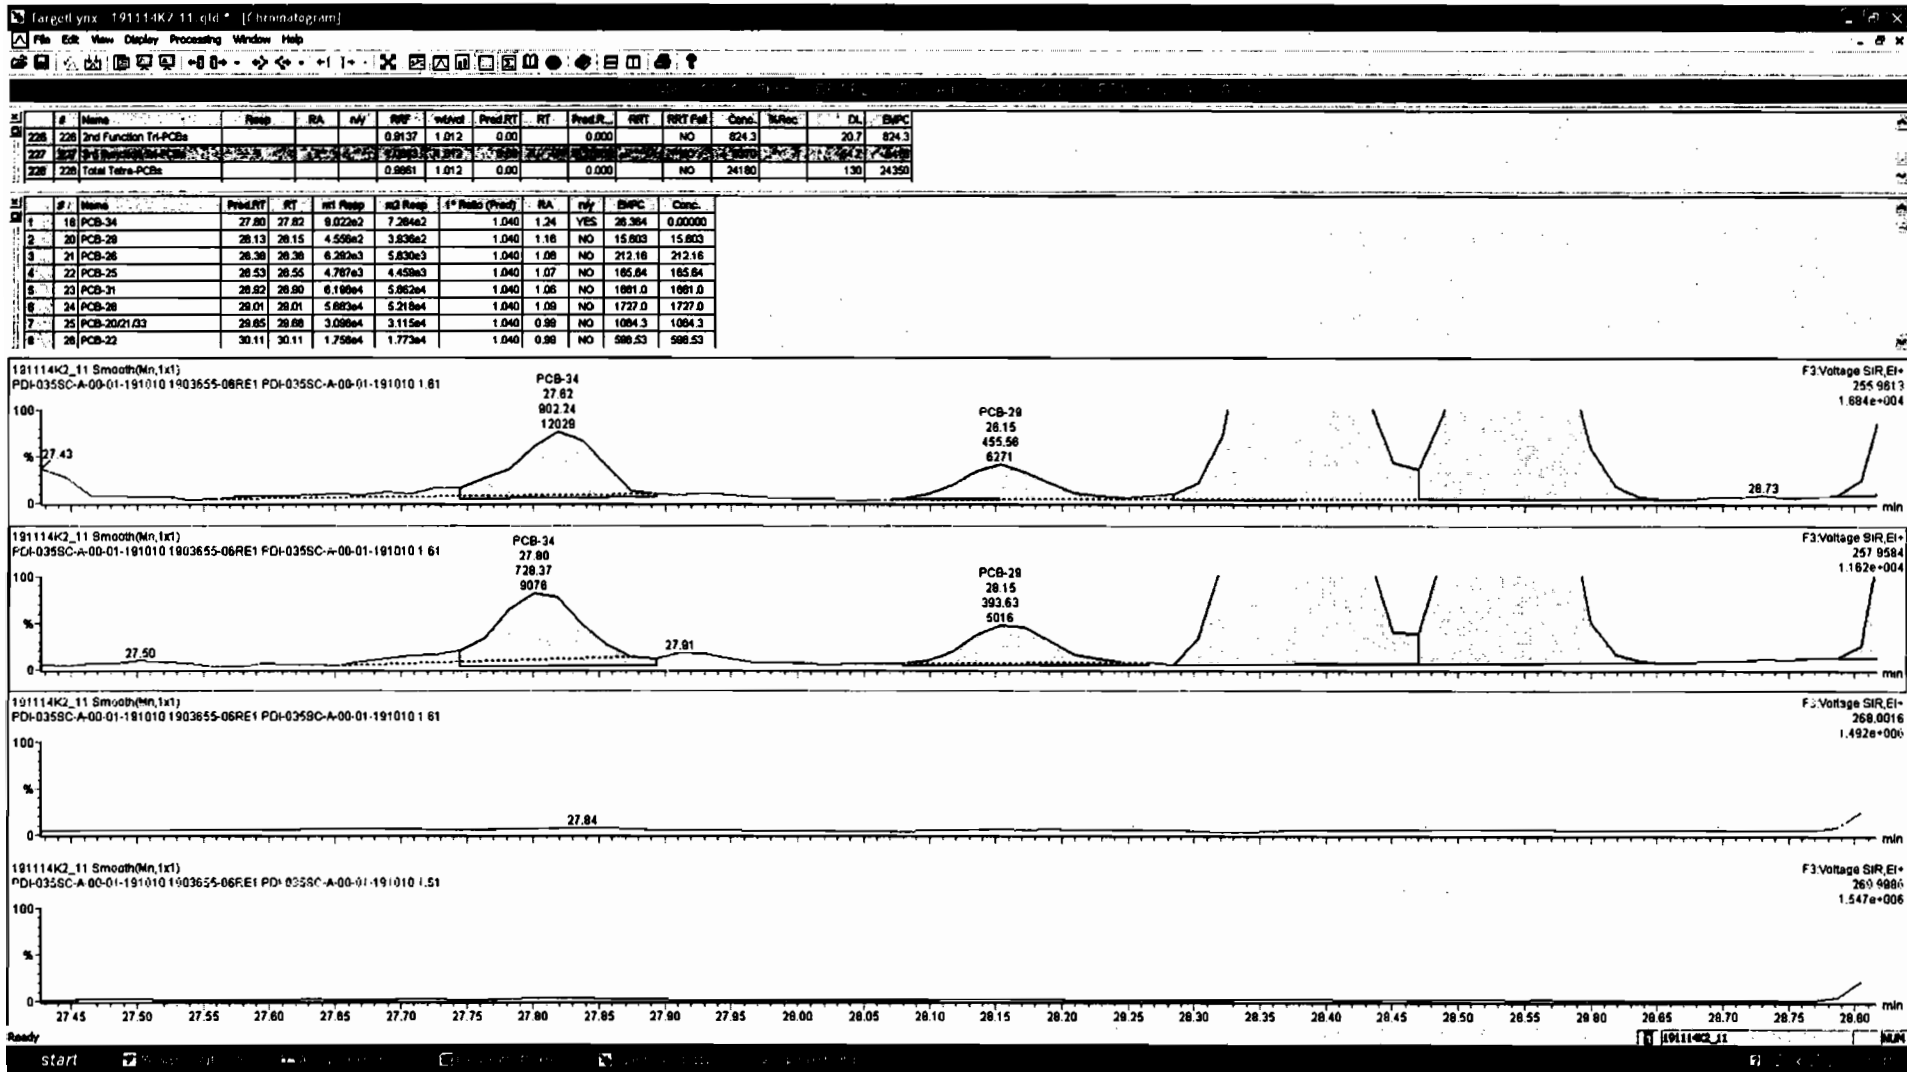 TargetLynx - 191114K2_11.qld * [Chromatogram]
File Edit View Display Processing Window Help
# Name Resp RA n/y RRF wt/vol Pred.RT RT Pred.R... RRT RRT Fail Conc. %Rec DL EMPC
226 226 2nd Function Tri-PCBs 0.9137 1.012 0.00 0.000 NO 824.3 20.7 824.3
227
228 228 Total Tetra-PCBs 0.9661 1.012 0.00 0.000 NO 24180 130 24350
# / Name Pred.RT RT m1 Resp m2 Resp 1° Ratio (Pred) RA n/y EMPC Conc.
1 18 PCB-34 27.80 27.82 9.022e2 7.284e2 1.040 1.24 YES 26.364 0.00000
2 20 PCB-29 28.13 28.15 4.556e2 3.936e2 1.040 1.16 NO 15.603 15.603
3 21 PCB-26 28.38 28.38 6.292e3 5.830e3 1.040 1.08 NO 212.16 212.16
4 22 PCB-25 28.53 28.55 4.767e3 4.459e3 1.040 1.07 NO 165.64 165.64
5 23 PCB-31 28.92 28.90 6.196e4 5.862e4 1.040 1.06 NO 1661.0 1661.0
6 24 PCB-28 29.01 29.01 5.683e4 5.218e4 1.040 1.09 NO 1727.0 1727.0
7 25 PCB-20/21/33 29.65 29.66 3.096e4 3.115e4 1.040 0.99 NO 1064.3 1064.3
8 26 PCB-22 30.11 30.11 1.756e4 1.773e4 1.040 0.99 NO 598.53 598.53
191114K2_11 Smooth(Mn,1x1)
PDI-035SC-A-00-01-191010 1903655-06RE1 PDI-035SC-A-00-01-191010 1.61
F3:Voltage SIR,EI+
255.9613
1.684e+004
PCB-34
27.82
902.24
12029
PCB-29
28.15
455.56
6271
100
%
0
27.43
28.73
min
191114K2_11 Smooth(Mn,1x1)
PDI-035SC-A-00-01-191010 1903655-06RE1 PDI-035SC-A-00-01-191010 1.61
F3:Voltage SIR,EI+
257.9584
1.162e+004
PCB-34
27.80
728.37
9076
PCB-29
28.15
393.63
5016
100
%
0
27.50
27.91
min
191114K2_11 Smooth(Mn,1x1)
PDI-035SC-A-00-01-191010 1903655-06RE1 PDI-035SC-A-00-01-191010 1.61
F3:Voltage SIR,EI+
268.0016
1.492e+006
100
%
0
27.84
min
191114K2_11 Smooth(Mn,1x1)
PDI-035SC-A-00-01-191010 1903655-06RE1 PDI-035SC-A-00-01-191010 1.61
F3:Voltage SIR,EI+
269.9986
1.547e+006
100
%
0
min
27.45 27.50 27.55 27.60 27.65 27.70 27.75 27.80 27.85 27.90 27.95 28.00 28.05 28.10 28.15 28.20 28.25 28.30 28.35 28.40 28.45 28.50 28.55 28.60 28.65 28.70 28.75 28.80
Ready
191114K2_11
NUM
start